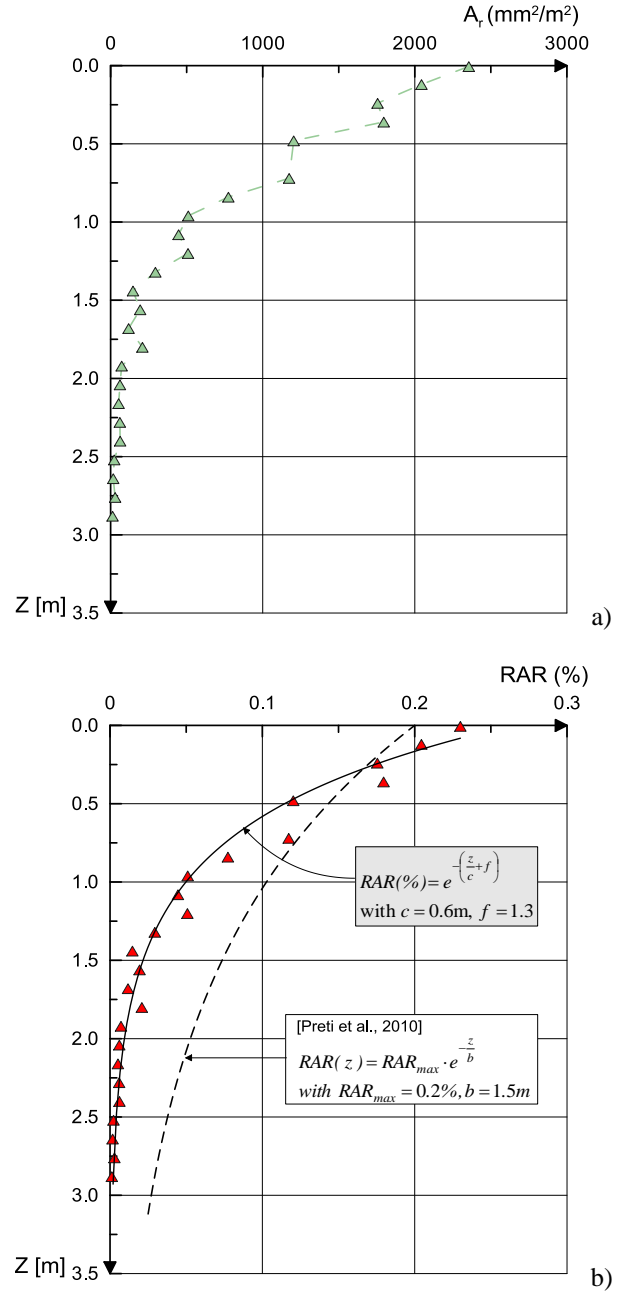 A_r (mm²/m²)
0 1000 2000 3000
0.0
0.5
1.0
1.5
2.0
2.5
3.0
Z [m] 3.5
a)
RAR (%)
0 0.1 0.2 0.3
0.0
0.5
1.0
1.5
2.0
2.5
3.0
Z [m] 3.5
RAR(%) = e^{-(z/c + f)}
with c = 0.6m, f = 1.3
[Preti et al., 2010]
RAR( z ) = RAR_max · e^{-z/b}
with RAR_max = 0.2%, b = 1.5m
b)